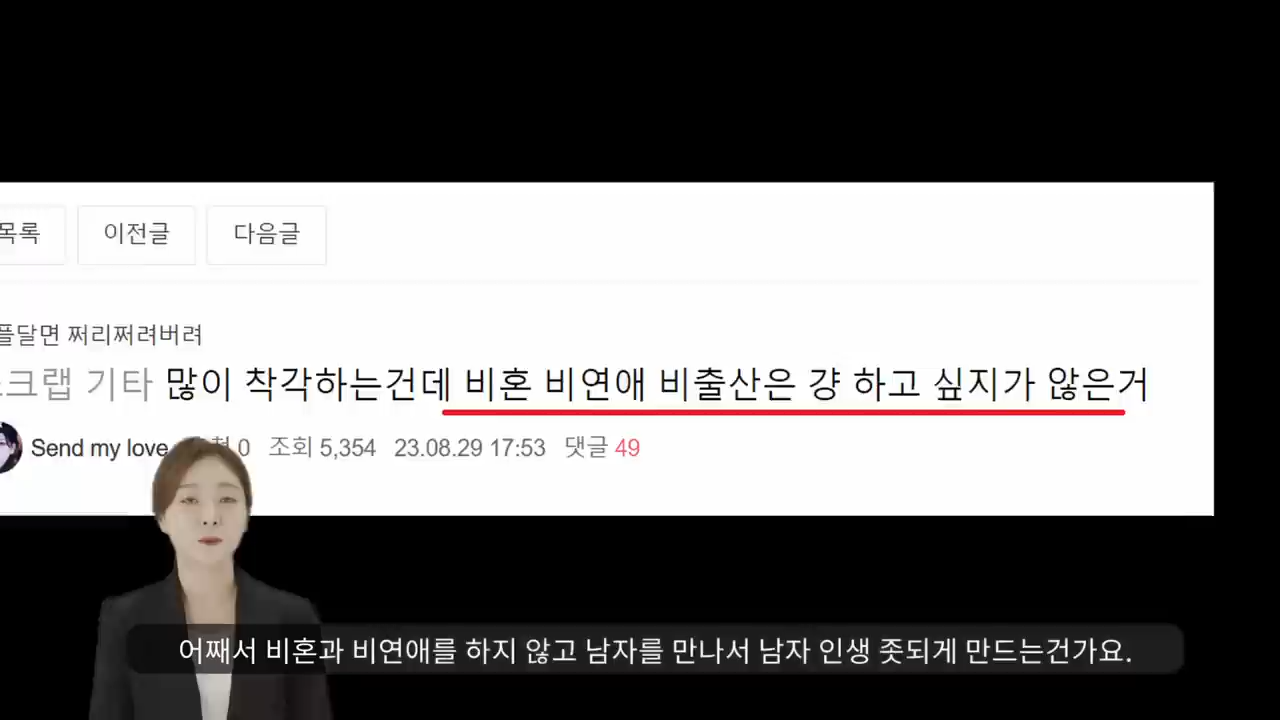 목록 이전글 다음글
플달면 쩌리쩌려버려
크랩 기타 많이 착각하는건데 비혼 비연애 비출산은 걍 하고 싶지가 않은거
Send my love 0 조회 5,354 23.08.29 17:53 댓글 49
어째서 비혼과 비연애를 하지 않고 남자를 만나서 남자 인생 좃되게 만드는건가요.